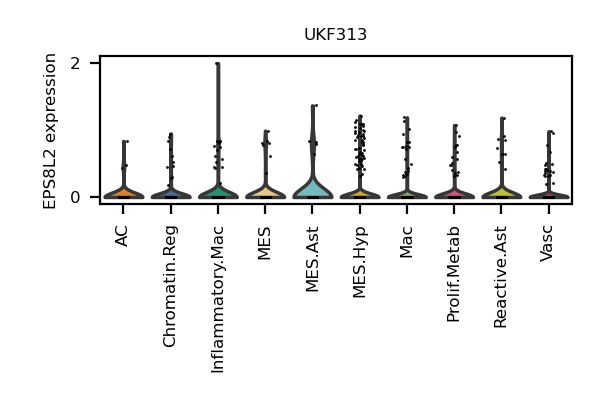 UKF313
EPS8L2 expression
2
0
AC
Chromatin.Reg
Inflammatory.Mac
MES
MES.Ast
MES.Hyp
Mac
Prolif.Metab
Reactive.Ast
Vasc